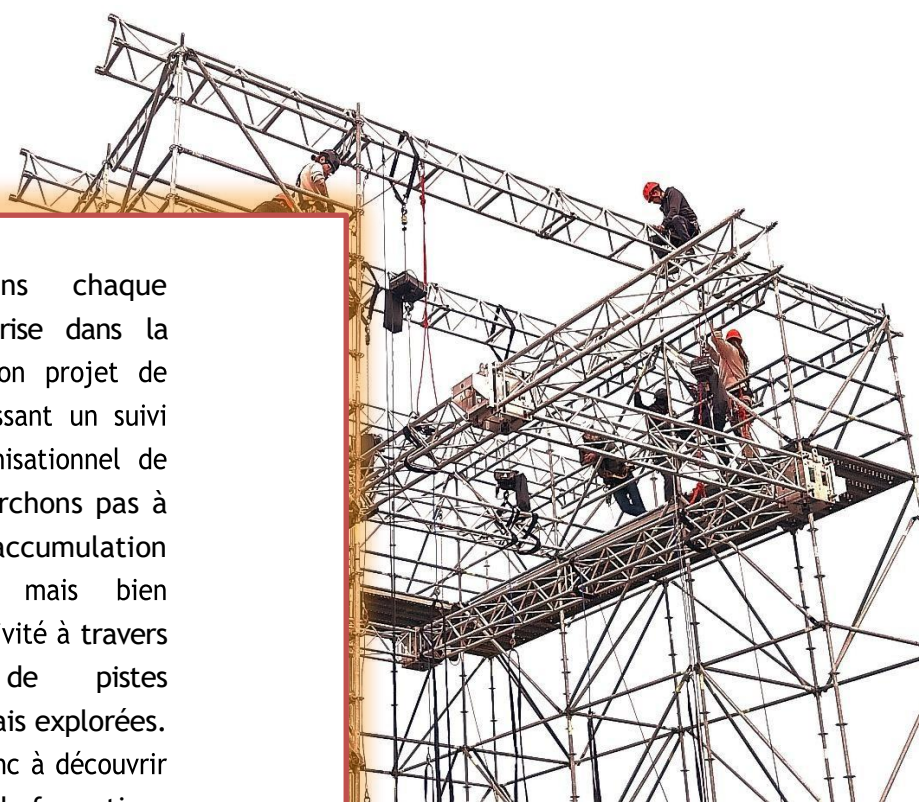 ns chaque
rise dans la
on projet de
ssant un suivi
nisationnel de
rchons pas à
accumulation
mais bien
vité à travers
de pistes
ais explorées.
nc à découvrir